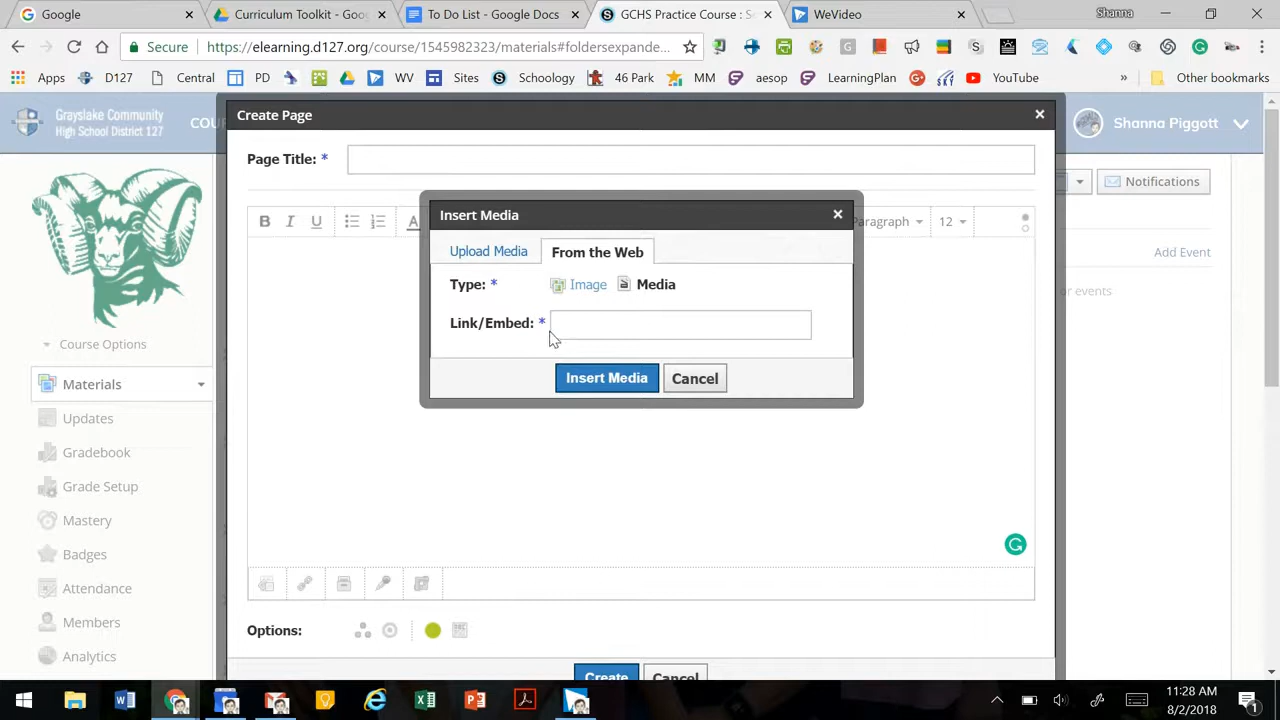 Google
Curriculum Toolkit - Goo
To Do List - Google Docs
GCHS Practice Course : S
WeVideo
Shanna
Secure
https://elearning.d127.org/course/1545982323/materials#foldersexpande...
Apps
D127
Central
PD
WV
Sites
Schoology
46 Park
MM
aesop
LearningPlan
YouTube
»
Other bookmarks
Grayslake Community
High School District 127
COU
Create Page
Shanna Piggott
Page Title: *
Notifications
B I U
A
Paragraph
12
Insert Media
Upload Media
From the Web
Add Event
Type: *
Image
Media
or events
Link/Embed: *
Insert Media
Cancel
Course Options
Materials
Updates
Gradebook
Grade Setup
Mastery
Badges
Attendance
Members
Analytics
Options:
Create
Cancel
11:28 AM
8/2/2018